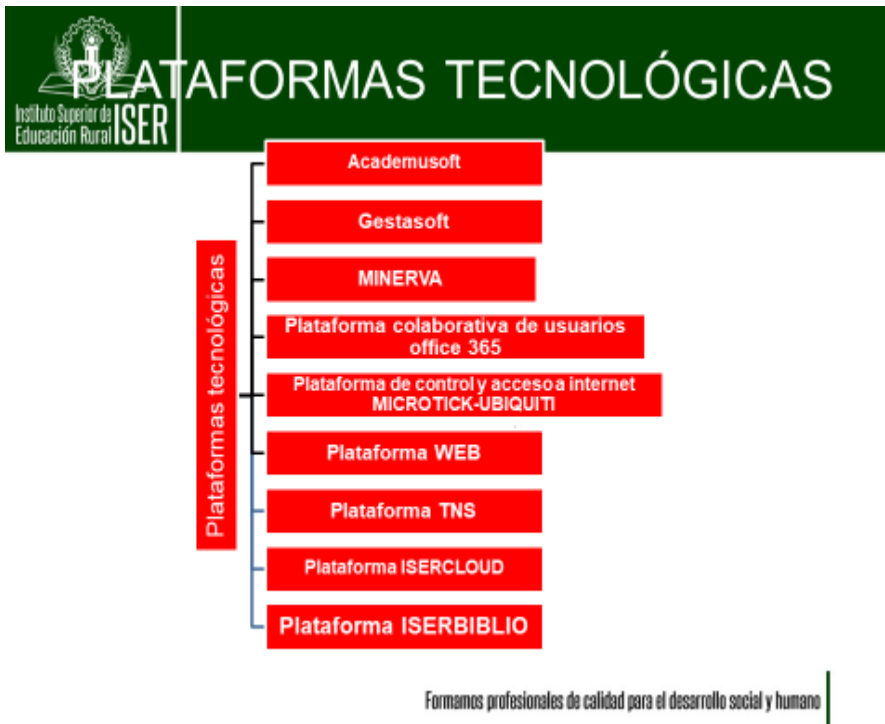 PLATAFORMAS TECNOLÓGICAS
Instituto Superior de
Educación Rural ISER
Plataformas tecnológicas
Academusoft
Gestasoft
MINERVA
Plataforma colaborativa de usuarios
office 365
Plataforma de control y acceso a internet
MICROTICK-UBIQUITI
Plataforma WEB
Plataforma TNS
Plataforma ISERCLOUD
Plataforma ISERBIBLIO
Formamos profesionales de calidad para el desarrollo social y humano